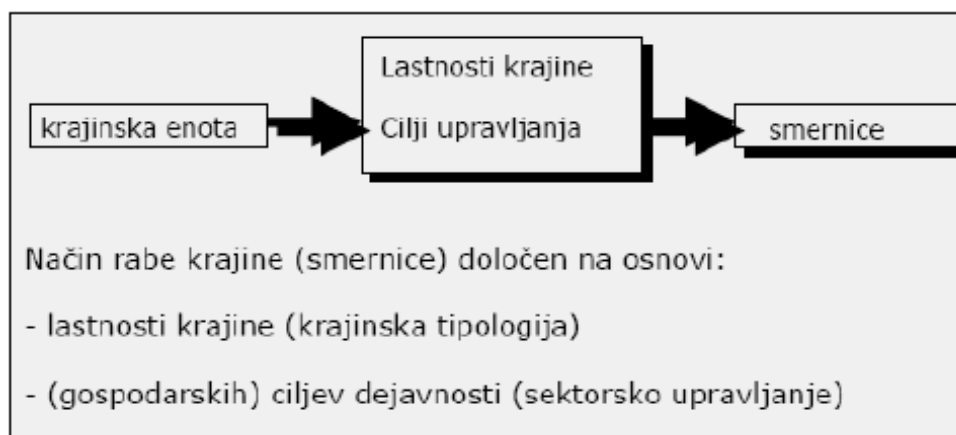 Lastnosti krajine
krajinska enota
Cilji upravljanja
smernice
Način rabe krajine (smernice) določen na osnovi:
- lastnosti krajine (krajinska tipologija)
- (gospodarskih) ciljev dejavnosti (sektorsko upravljanje)